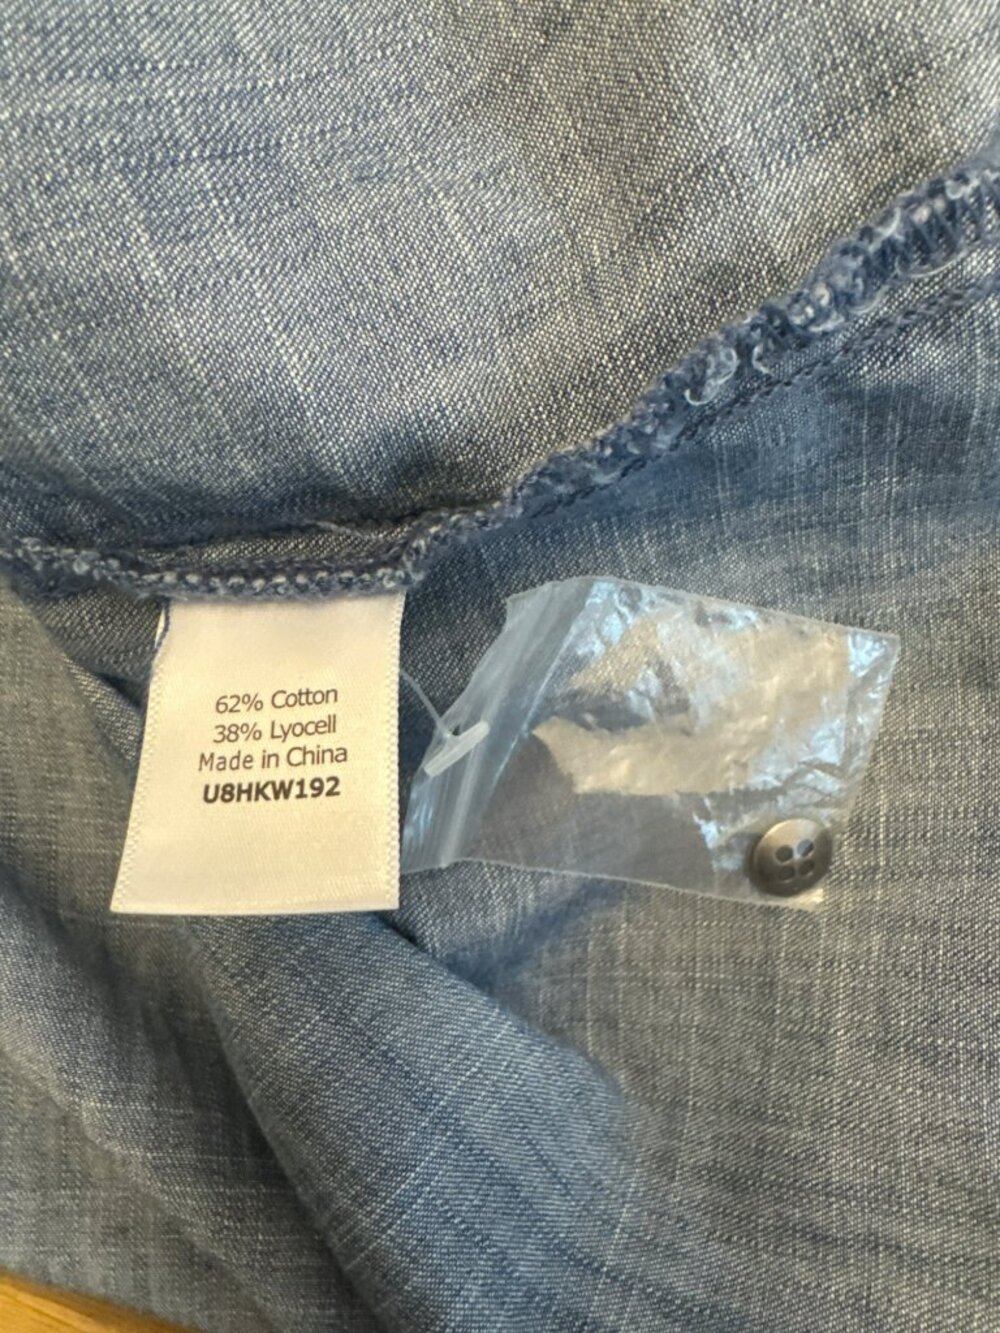 62% Cotton
38% Lyocell
Made in China
U8HKW192